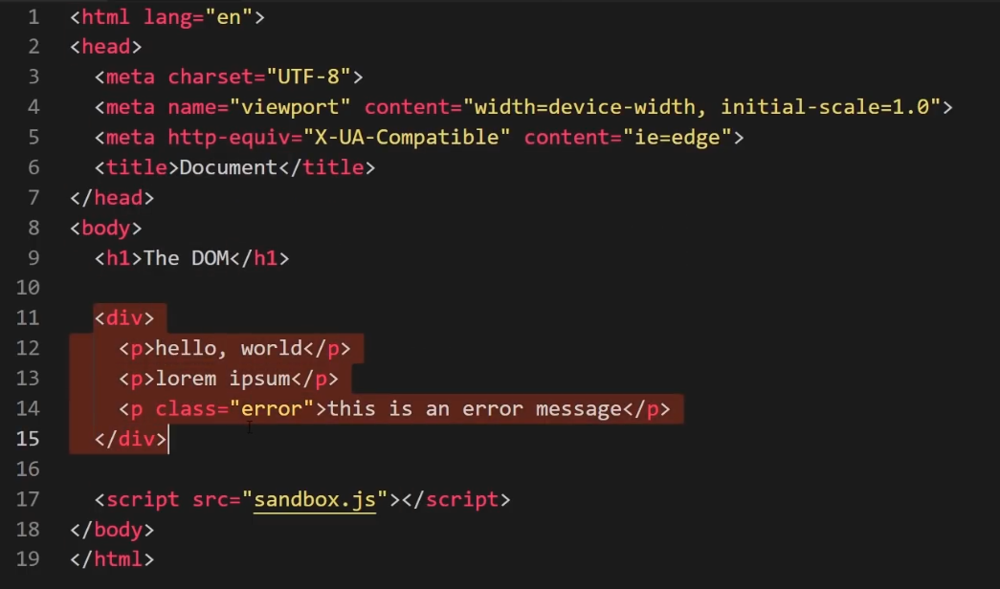 1 <html lang="en">
2 <head>
3   <meta charset="UTF-8">
4   <meta name="viewport" content="width=device-width, initial-scale=1.0">
5   <meta http-equiv="X-UA-Compatible" content="ie=edge">
6   <title>Document</title>
7 </head>
8 <body>
9   <h1>The DOM</h1>
10
11   <div>
12     <p>hello, world</p>
13     <p>lorem ipsum</p>
14     <p class="error">this is an error message</p>
15   </div>
16
17   <script src="sandbox.js"></script>
18 </body>
19 </html>